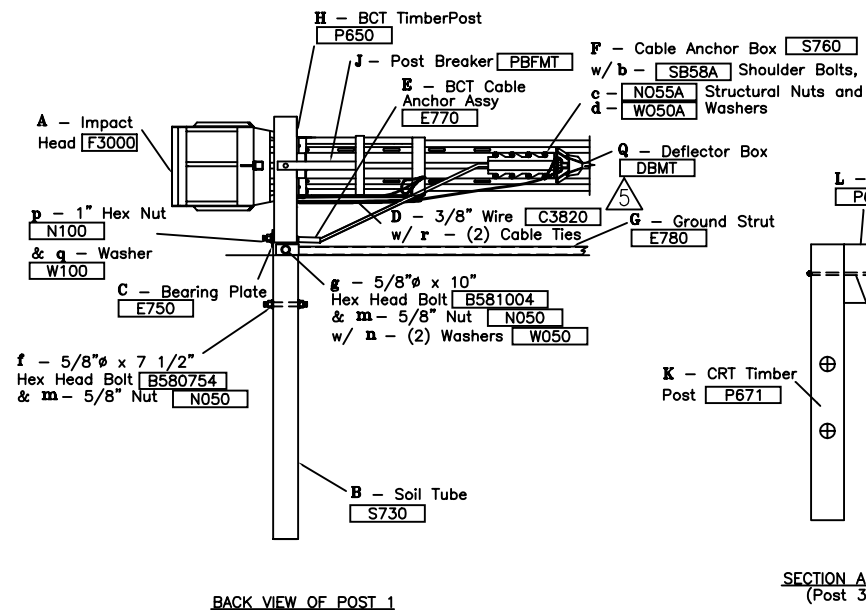 H – BCT TimberPost
P650
J – Post Breaker PBFMT
E – BCT Cable
Anchor Assy
E770
F – Cable Anchor Box S760
w/ b – SB58A Shoulder Bolts,
c – N055A Structural Nuts and
d – W050A Washers
A – Impact
Head F3000
Q – Deflector Box
DBMT
5
L –
p – 1" Hex Nut
N100
& q – Washer
W100
D – 3/8" Wire C3820
w/ r – (2) Cable Ties
G – Ground Strut
E780
C – Bearing Plate
E750
g – 5/8"ø x 10"
Hex Head Bolt B581004
& m – 5/8" Nut N050
w/ n – (2) Washers W050
f – 5/8"ø x 7 1/2"
Hex Head Bolt B580754
& m – 5/8" Nut N050
K – CRT Timber
Post P671
B – Soil Tube
S730
BACK VIEW OF POST 1
SECTION A
(Post 3